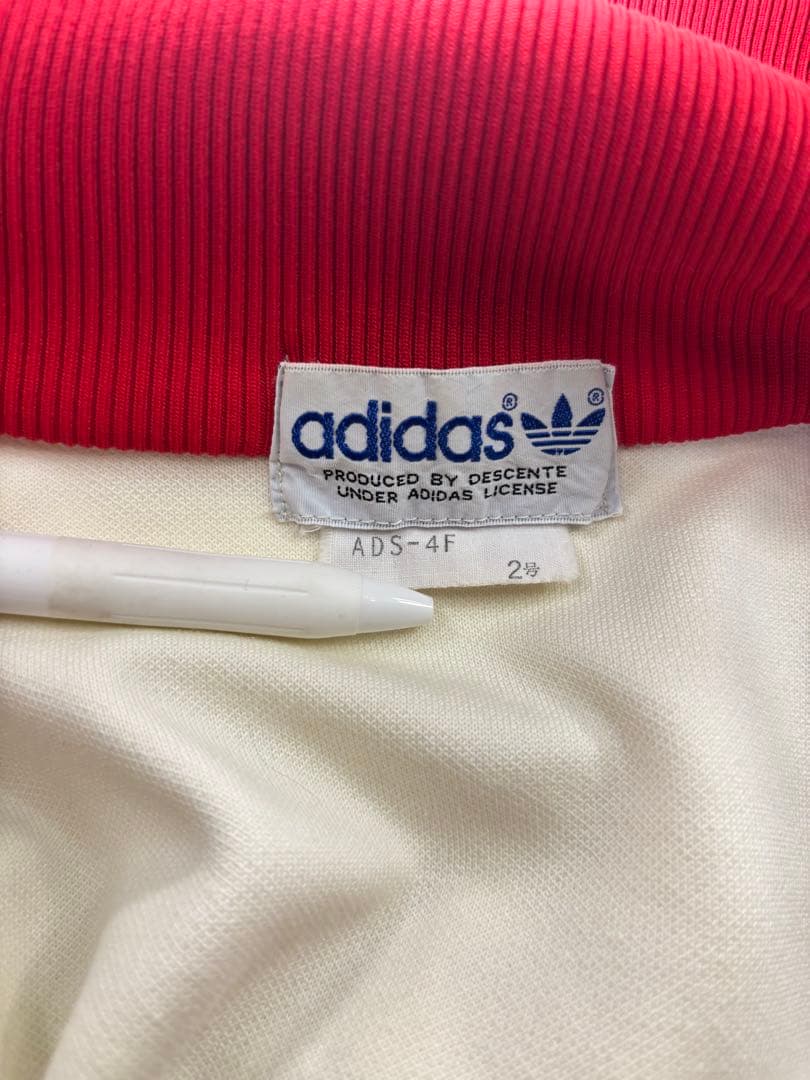 adidas® ®
PRODUCED BY DESCENTE
UNDER ADIDAS LICENSE
ADS-4F
2号